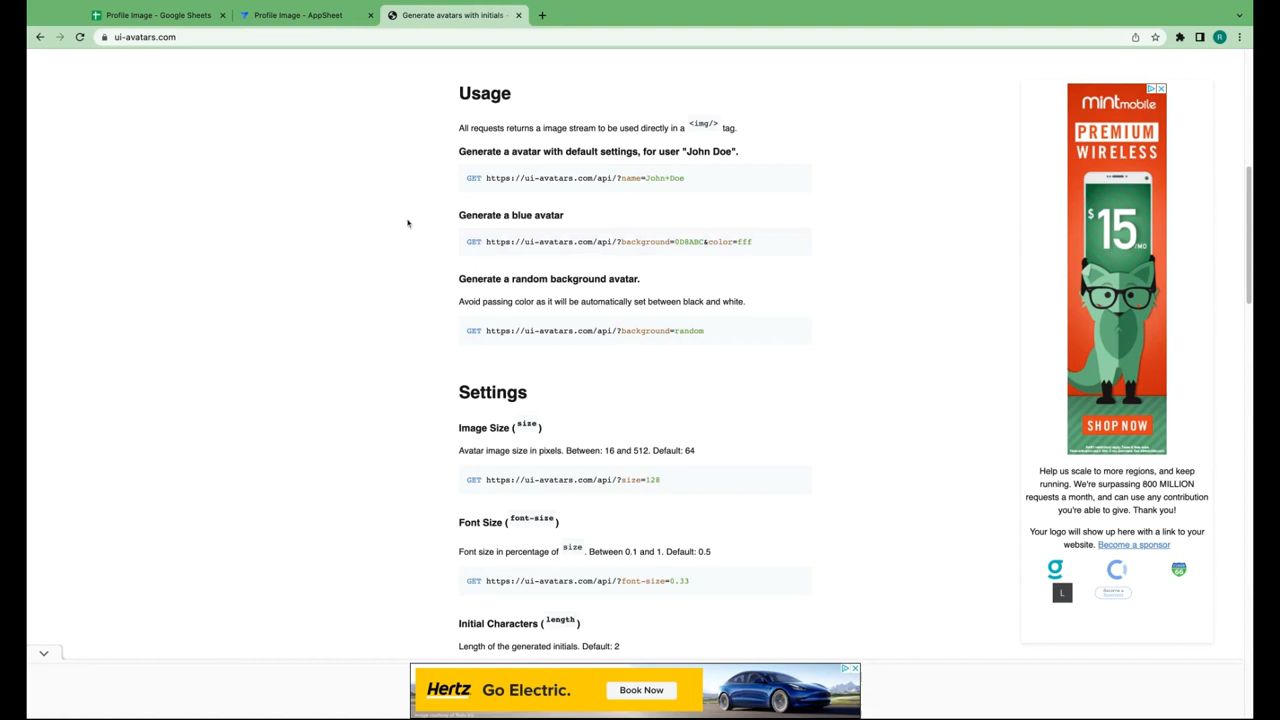 Profile Image - Google Sheets
Profile Image - AppSheet
Generate avatars with initials -
ui-avatars.com
R
Usage
All requests returns a image stream to be used directly in a <img/> tag.
Generate a avatar with default settings, for user "John Doe".
GET https://ui-avatars.com/api/?name=John+Doe
Generate a blue avatar
GET https://ui-avatars.com/api/?background=0D8ABC&color=fff
Generate a random background avatar.
Avoid passing color as it will be automatically set between black and white.
GET https://ui-avatars.com/api/?background=random
Settings
Image Size ( size )
Avatar image size in pixels. Between: 16 and 512. Default: 64
GET https://ui-avatars.com/api/?size=128
Font Size ( font-size )
Font size in percentage of size . Between 0.1 and 1. Default: 0.5
GET https://ui-avatars.com/api/?font-size=0.33
Initial Characters ( length )
Length of the generated initials. Default: 2
mintmobile
PREMIUM
WIRELESS
$15/MO
SHOP NOW
Help us scale to more regions, and keep
running. We're surpassing 800 MILLION
requests a month, and can use any contribution
you're able to give. Thank you!
Your logo will show up here with a link to your
website. Become a sponsor
66
L
Become a
Sponsor
Hertz Go Electric. Book Now